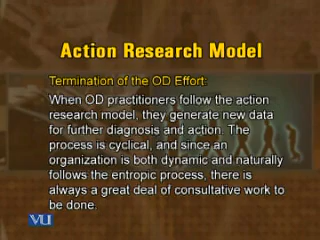 Action Research Model
Termination of the OD Effort:
When OD practitioners follow the action
research model, they generate new data
for further diagnosis and action. The
process is cyclical, and since an
organization is both dynamic and naturally
follows the entropic process, there is
always a great deal of consultative work to
be done.
VU